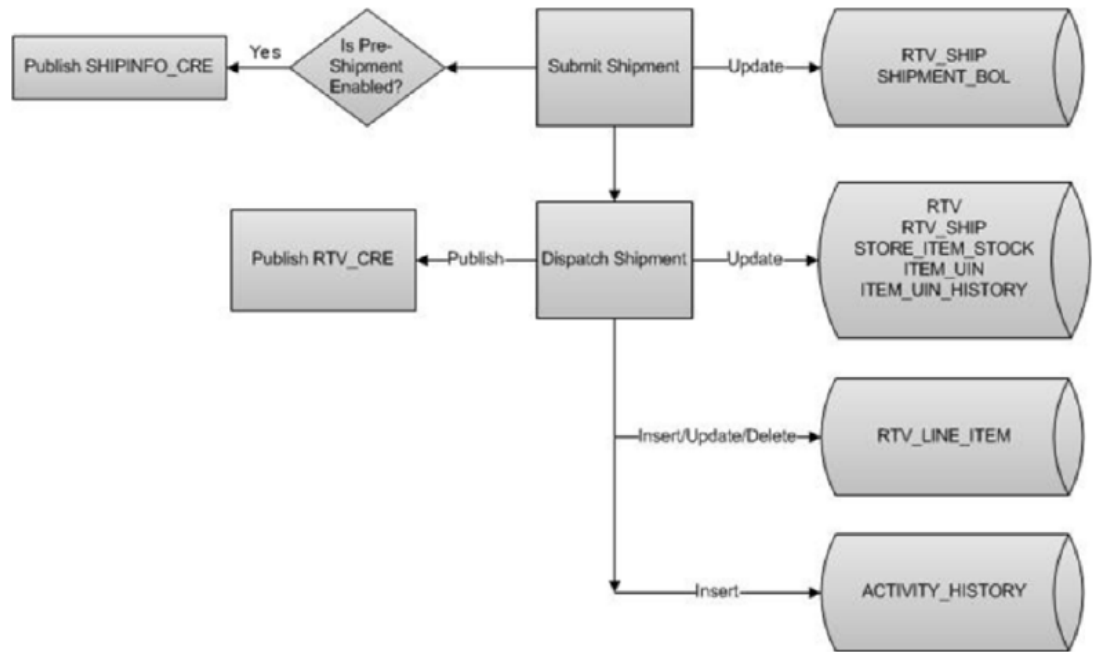 Publish SHIPINFO_CRE
Yes
Is Pre-
Shipment
Enabled?
Submit Shipment
Update
RTV_SHIP
SHIPMENT_BOL
Publish RTV_CRE
Publish
Dispatch Shipment
Update
RTV
RTV_SHIP
STORE_ITEM_STOCK
ITEM_UIN
ITEM_UIN_HISTORY
Insert/Update/Delete
RTV_LINE_ITEM
Insert
ACTIVITY_HISTORY